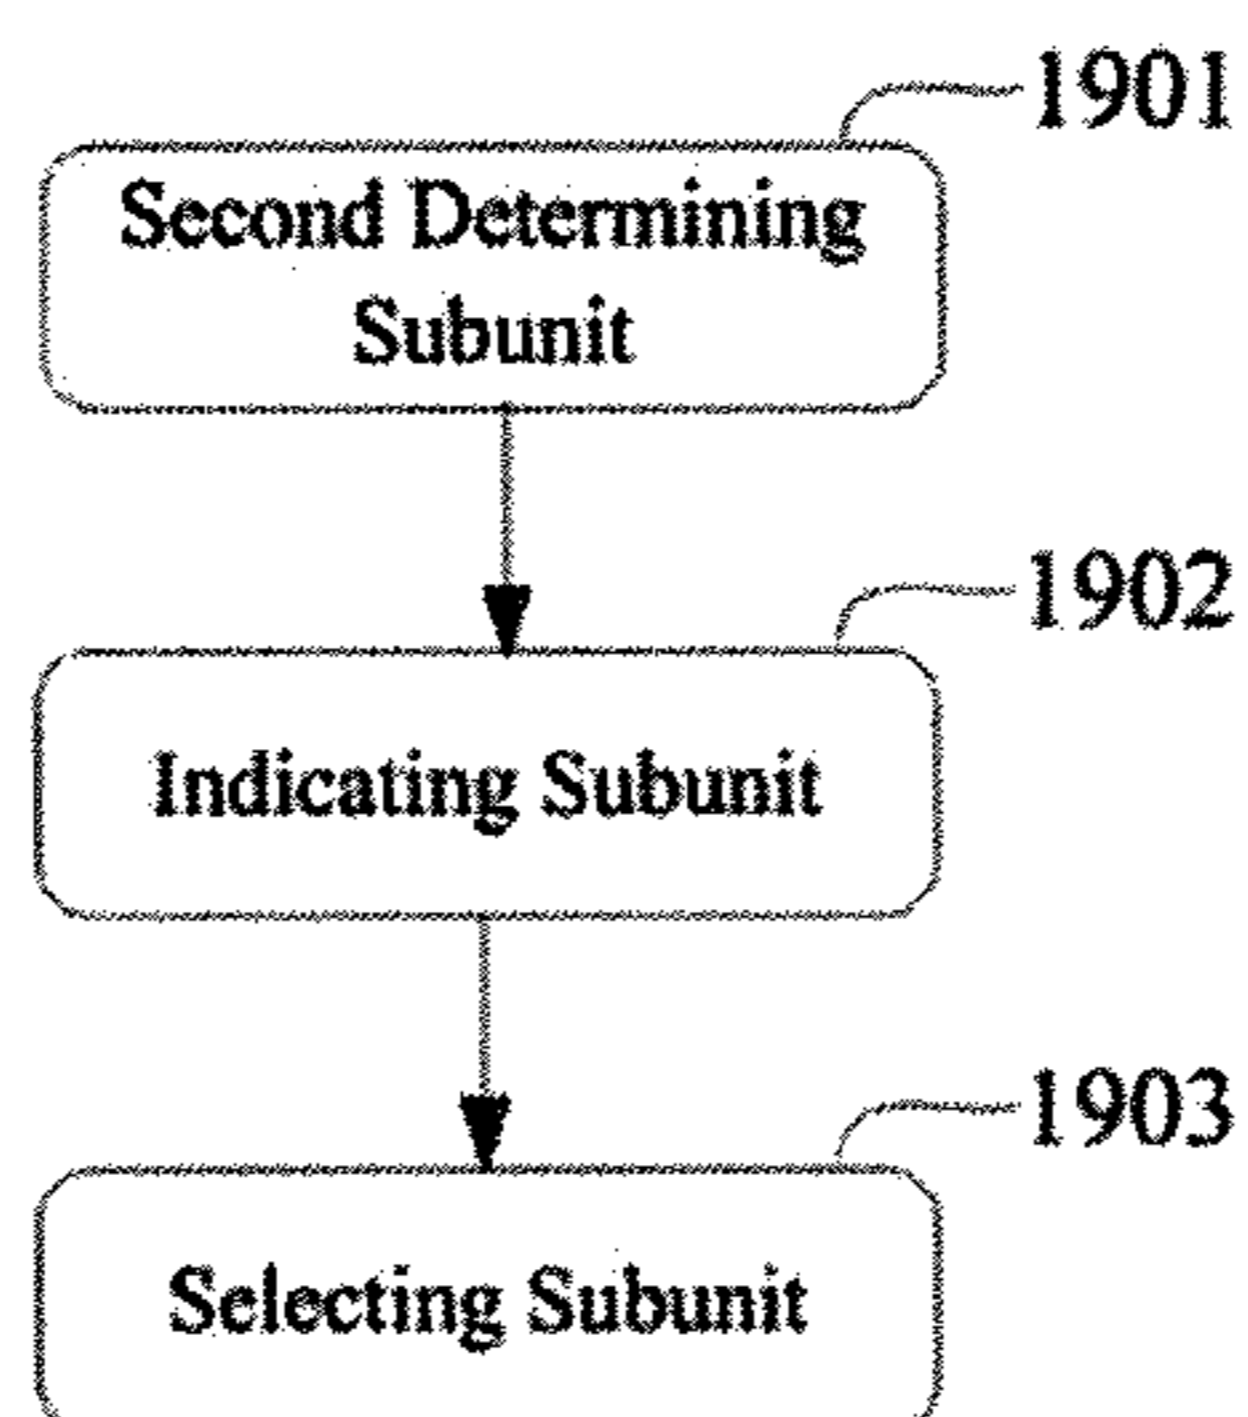 1901
Second Determining
Subunit
1902
Indicating Subunit
1903
Selecting Subunit